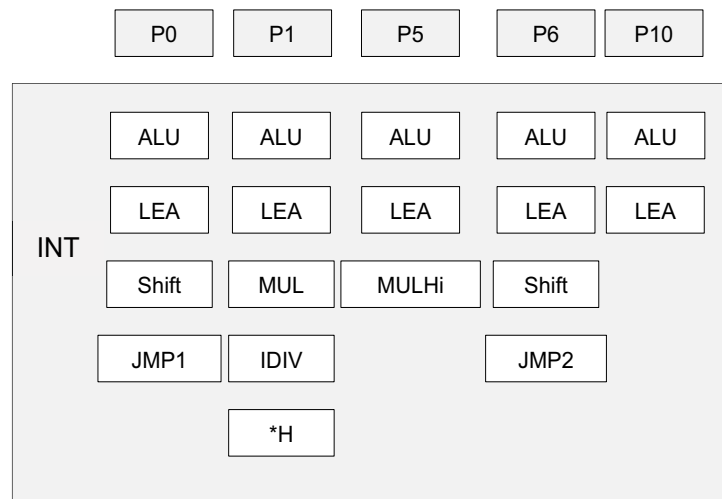 P0 P1 P5 P6 P10
ALU ALU ALU ALU ALU
LEA LEA LEA LEA LEA
INT
Shift MUL MULHi Shift
JMP1 IDIV JMP2
*H